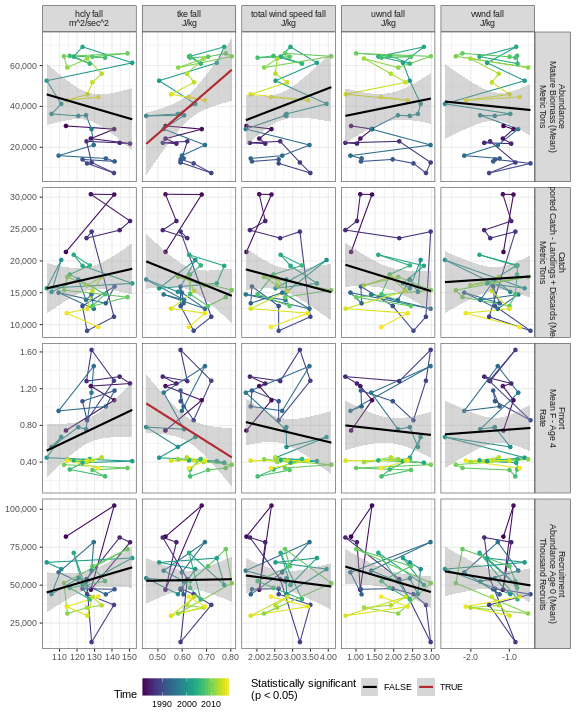 hcly fall
m^2/sec^2
tke fall
J/kg
total wind speed fall
J/kg
uwnd fall
J/kg
vwnd fall
J/kg
60,000
40,000
20,000
Abundance
Mature Biomass (Mean)
Metric Tons
30,000
25,000
20,000
15,000
10,000
Catch
ported Catch - Landings + Discards (Me
Metric Tons
1.60
1.20
0.80
0.40
Fmort
Mean F - Age 4
Rate
100,000
75,000
50,000
25,000
Recruitment
Abundance Age 0 (Mean)
Thousand Recruits
110 120 130 140 150
0.50 0.60 0.70 0.80
2.00 2.50 3.00 3.50 4.00
1.00 1.50 2.00 2.50 3.00
-2.0 -1.0
Time
1990 2000 2010
Statistically significant
(p < 0.05)
FALSE
TRUE